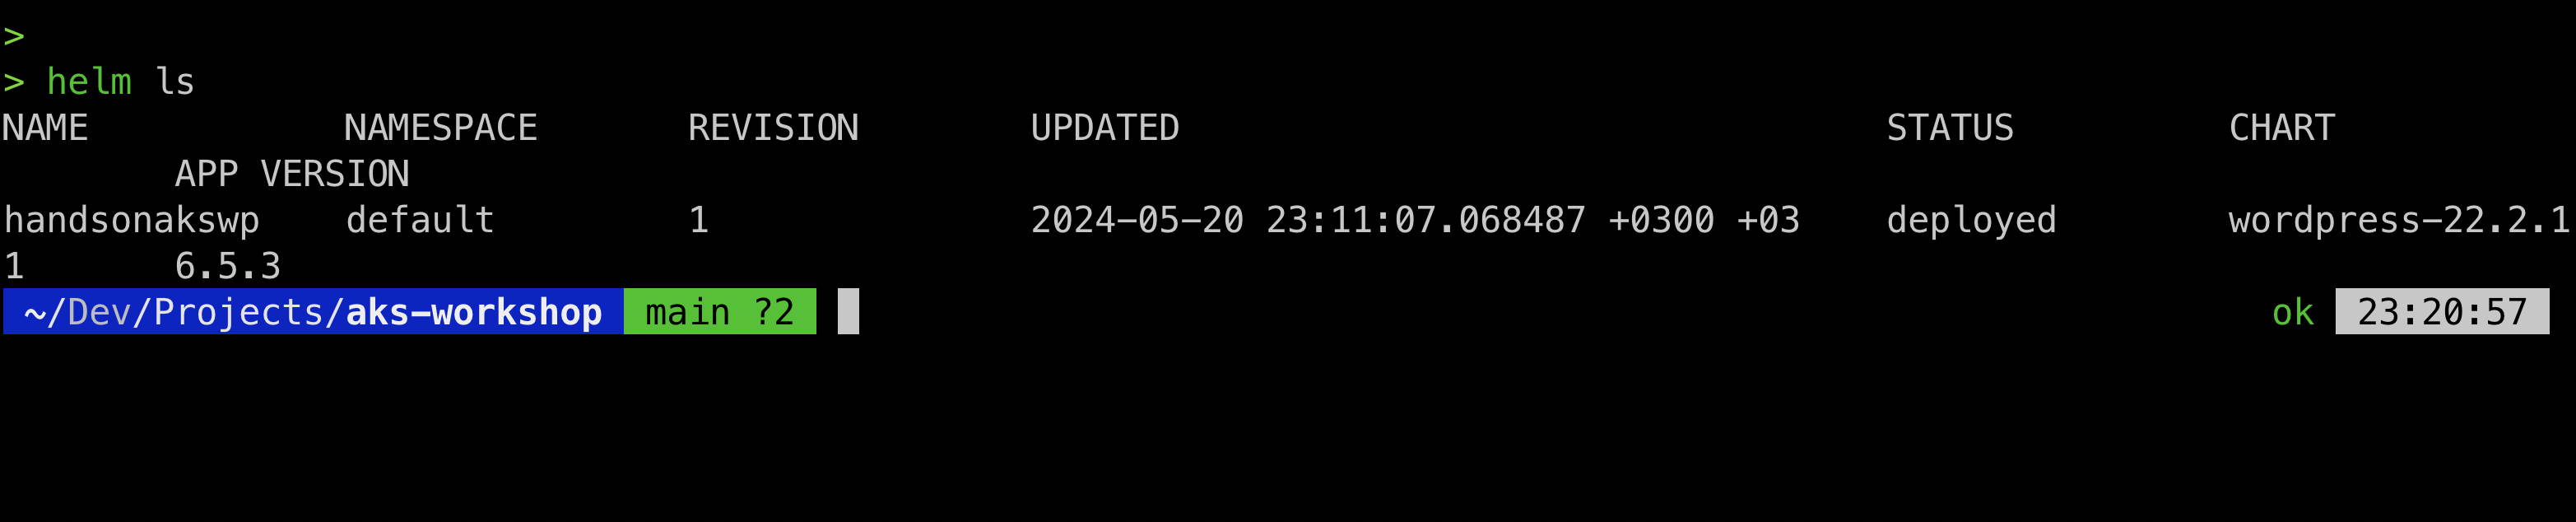 >
> helm ls
NAME            NAMESPACE       REVISION        UPDATED                                 STATUS          CHART
        APP VERSION
handsonakswp    default         1               2024-05-20 23:11:07.068487 +0300 +03    deployed        wordpress-22.2.1
1       6.5.3
~/Dev/Projects/aks-workshop  main ?2                                                                   ok  23:20:57